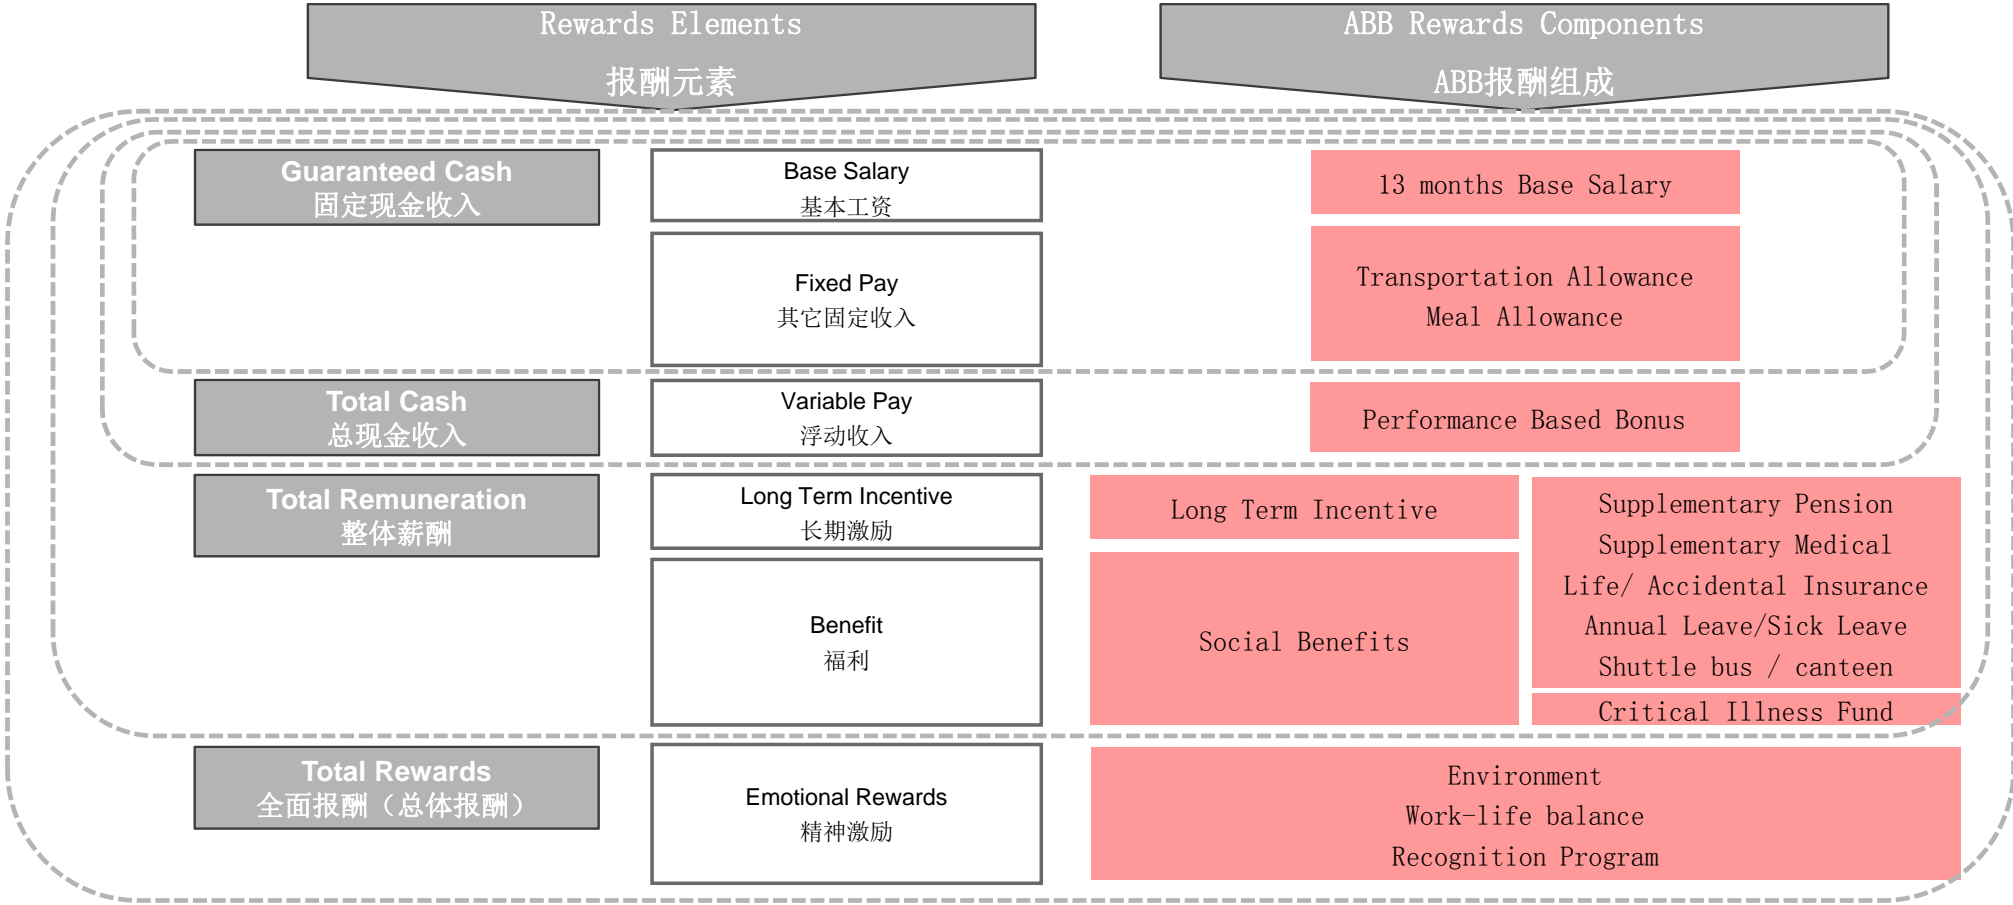 Rewards Elements
报酬元素
ABB Rewards Components
ABB报酬组成
Guaranteed Cash
固定现金收入
Base Salary
基本工资
13 months Base Salary
Fixed Pay
其它固定收入
Transportation Allowance
Meal Allowance
Total Cash
总现金收入
Variable Pay
浮动收入
Performance Based Bonus
Total Remuneration
整体薪酬
Long Term Incentive
长期激励
Long Term Incentive
Benefit
福利
Social Benefits
Supplementary Pension
Supplementary Medical
Life/ Accidental Insurance
Annual Leave/Sick Leave
Shuttle bus / canteen
Critical Illness Fund
Total Rewards
全面报酬（总体报酬）
Emotional Rewards
精神激励
Environment
Work-life balance
Recognition Program